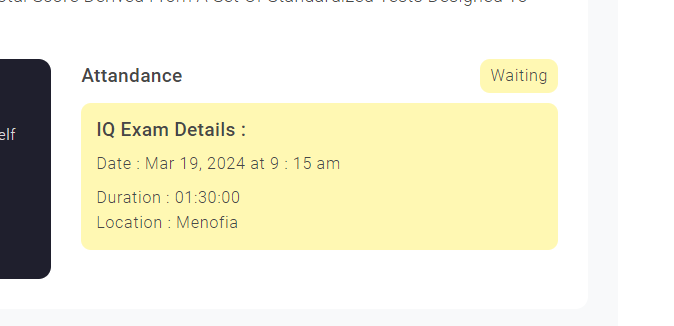 Score Derived From A Set Of Standardized Tests Designed To
Attandance
Waiting
elf
IQ Exam Details :
Date : Mar 19, 2024 at 9 : 15 am
Duration : 01:30:00
Location : Menofia